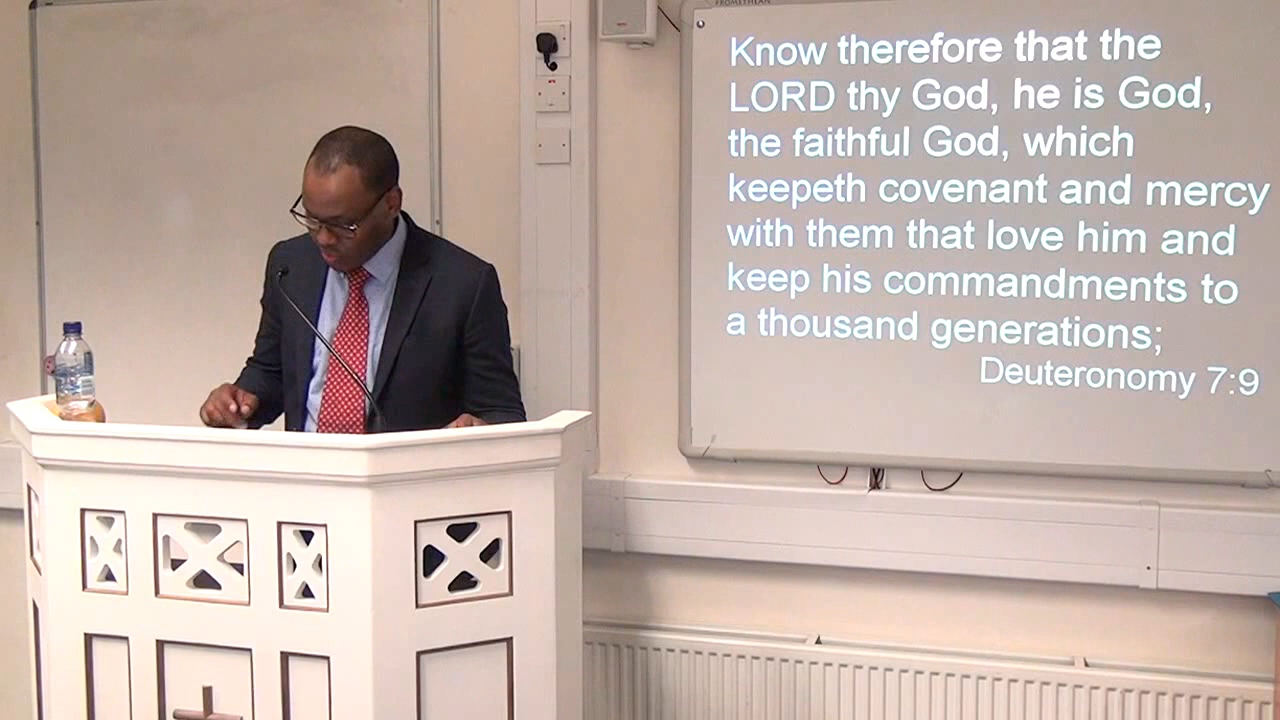 PROMETHEAN
Know therefore that the
LORD thy God, he is God,
the faithful God, which
keepeth covenant and mercy
with them that love him and
keep his commandments to
a thousand generations;
Deuteronomy 7:9